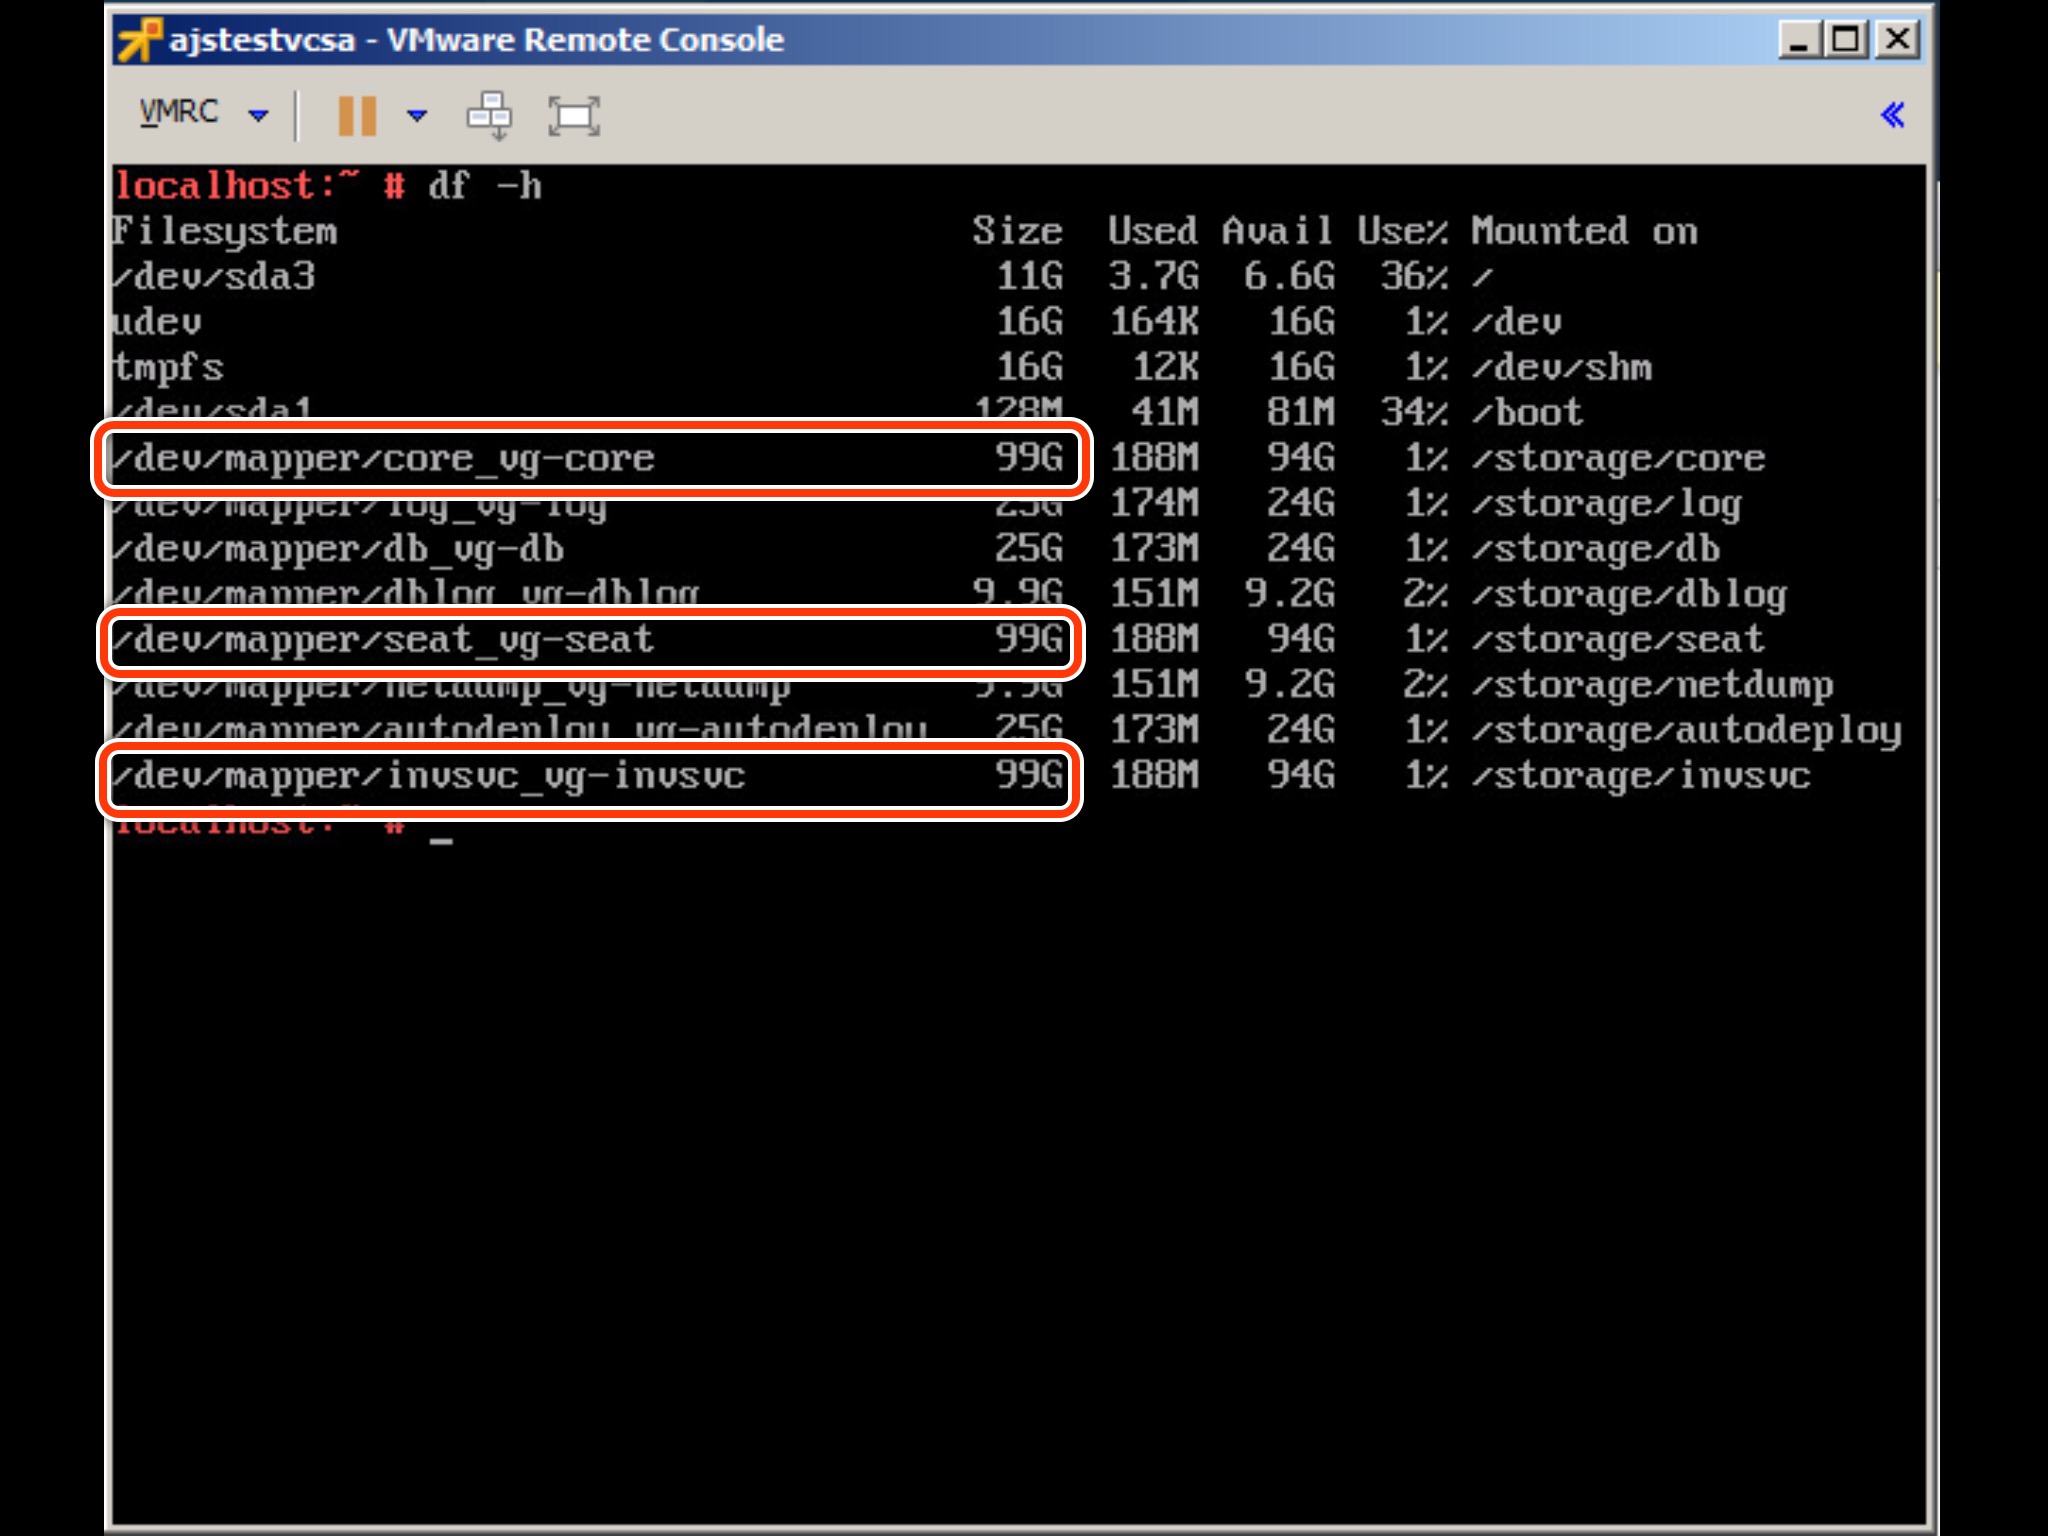 ajstestvcsa - VMware Remote Console
VMRC
localhost:~ # df -h
Filesystem Size Used Avail Use% Mounted on
/dev/sda3 11G 3.7G 6.6G 36% /
udev 16G 164K 16G 1% /dev
tmpfs 16G 12K 16G 1% /dev/shm
/dev/sda1 128M 41M 81M 34% /boot
/dev/mapper/core_vg-core 99G 188M 94G 1% /storage/core
/dev/mapper/log_vg-log 25G 174M 24G 1% /storage/log
/dev/mapper/db_vg-db 25G 173M 24G 1% /storage/db
/dev/mapper/dblog_vg-dblog 9.9G 151M 9.2G 2% /storage/dblog
/dev/mapper/seat_vg-seat 99G 188M 94G 1% /storage/seat
/dev/mapper/netdump_vg-netdump 9.9G 151M 9.2G 2% /storage/netdump
/dev/mapper/autodeploy_vg-autodeploy 25G 173M 24G 1% /storage/autodeploy
/dev/mapper/invsvc_vg-invsvc 99G 188M 94G 1% /storage/invsvc
localhost:~ # _